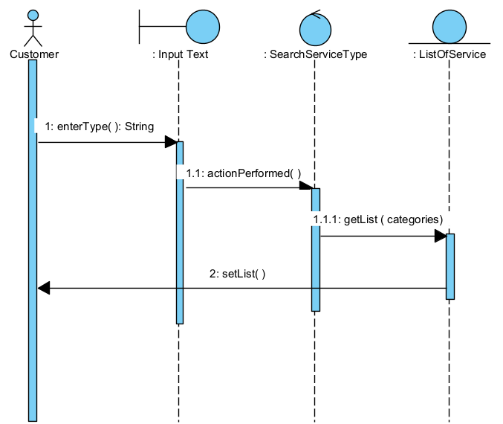 Customer
: Input Text
: SearchServiceType
: ListOfService
1: enterType( ): String
1.1: actionPerformed( )
1.1.1: getList ( categories)
2: setList( )